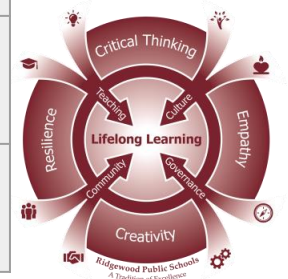 Critical Thinking
Teaching
Culture
Resilience
Lifelong Learning
Empathy
Community
Governance
Creativity
Ridgewood Public Schools
A Tradition of Excellence